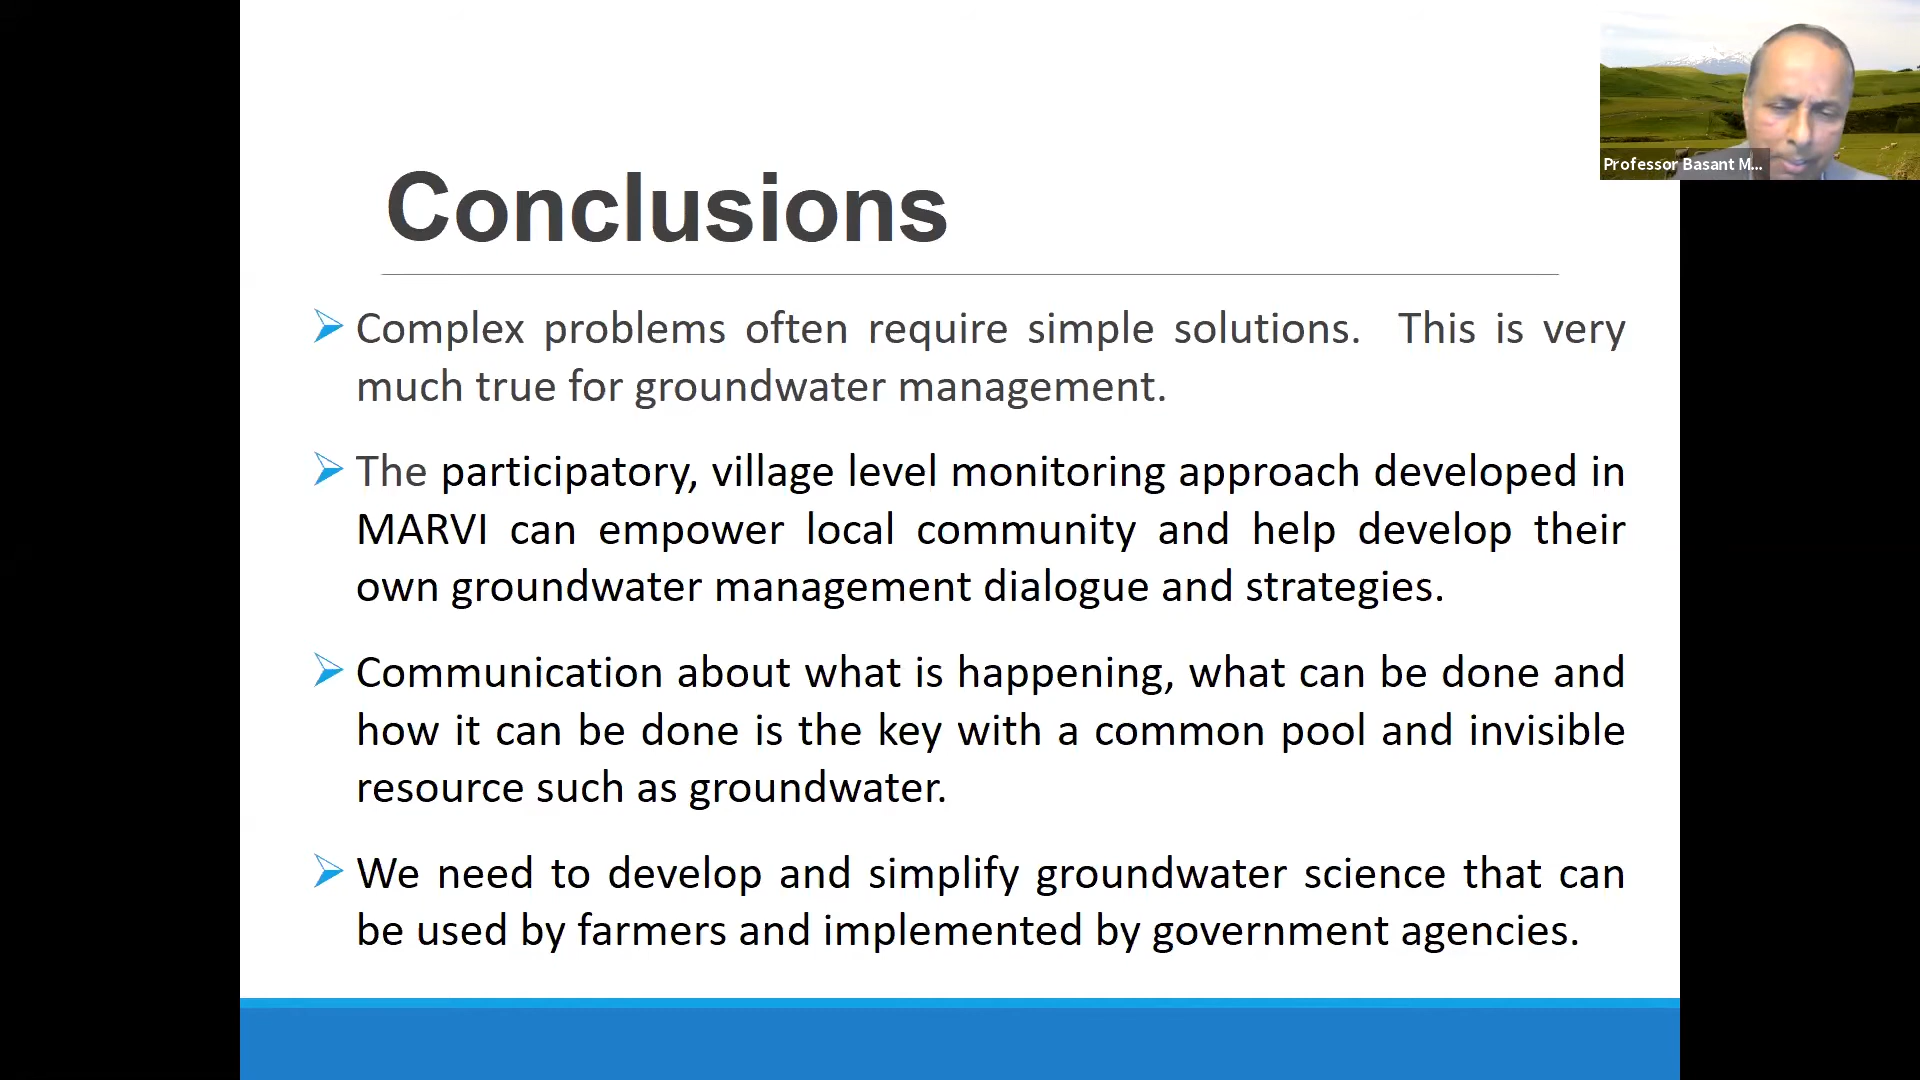 Professor Basant M...
Conclusions
Complex problems often require simple solutions. This is very
much true for groundwater management.
The participatory, village level monitoring approach developed in
MARVI can empower local community and help develop their
own groundwater management dialogue and strategies.
Communication about what is happening, what can be done and
how it can be done is the key with a common pool and invisible
resource such as groundwater.
We need to develop and simplify groundwater science that can
be used by farmers and implemented by government agencies.